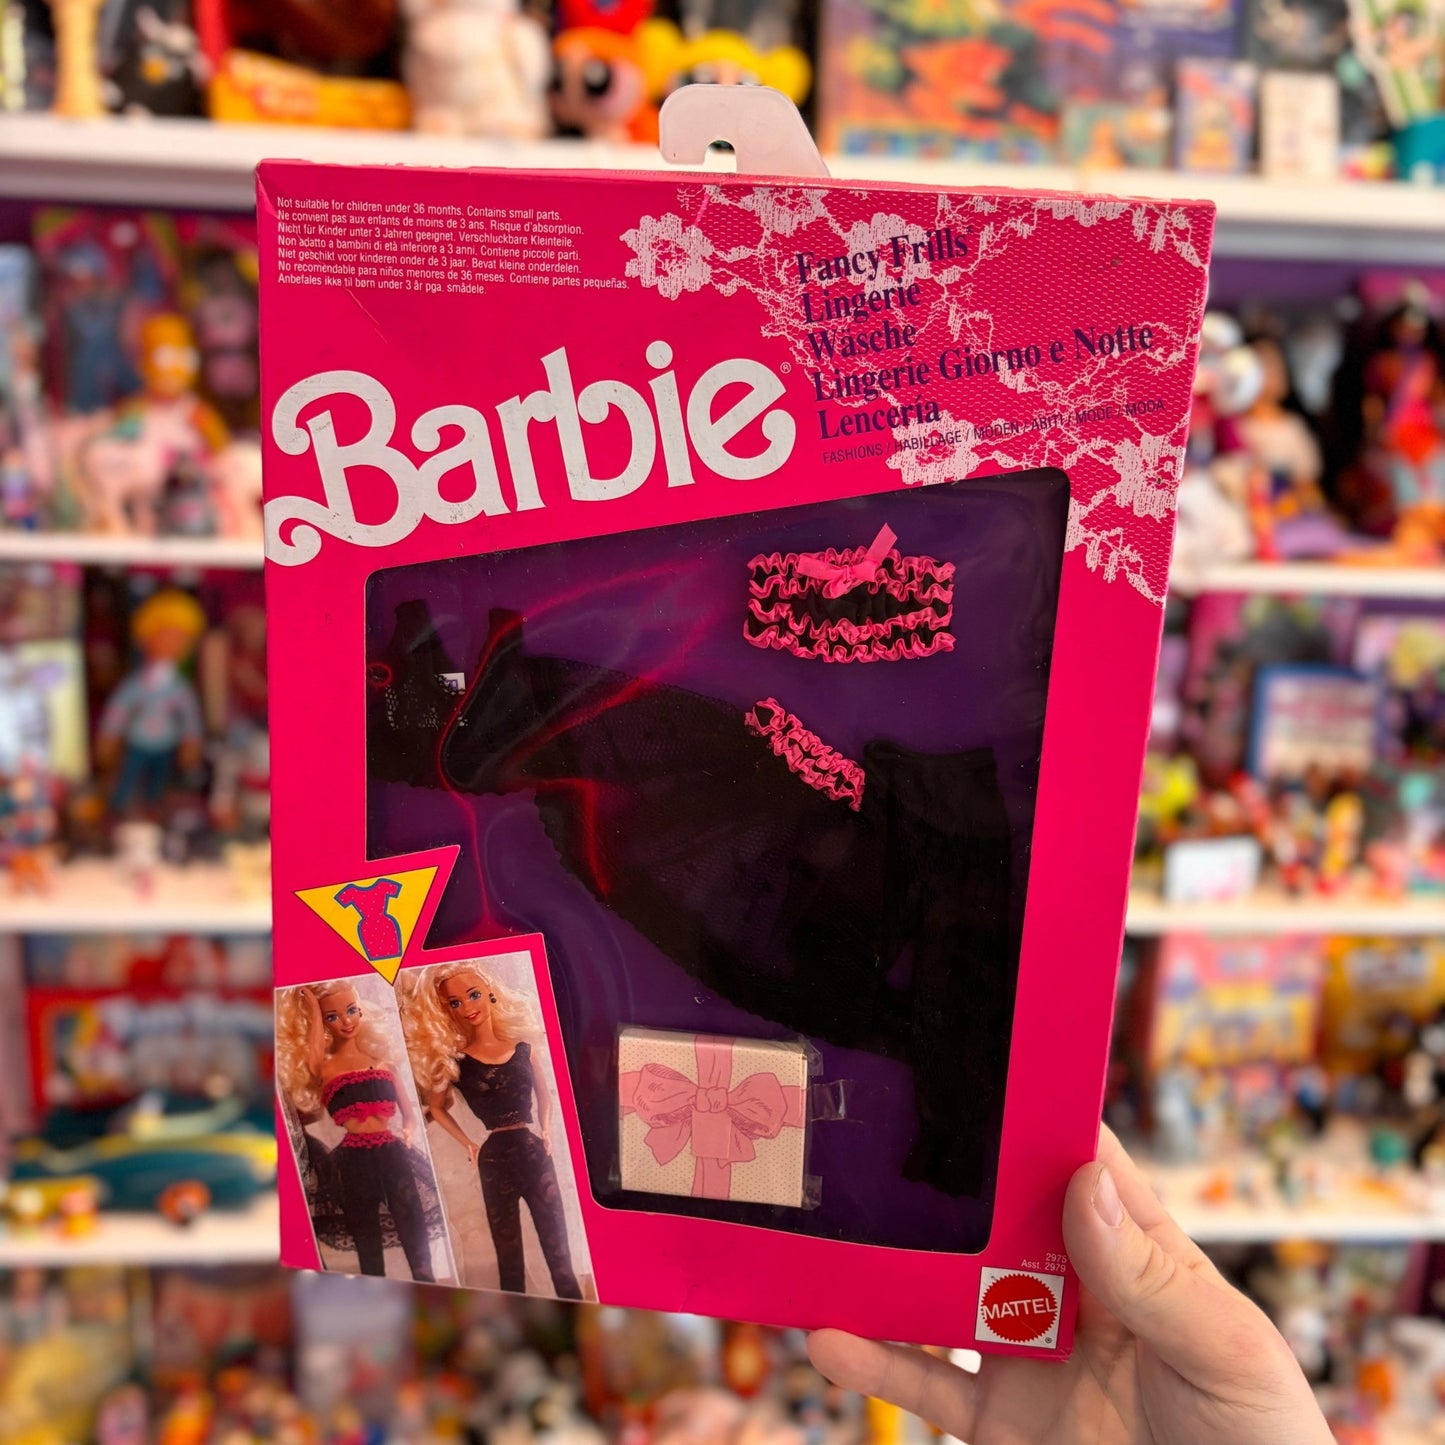 Not suitable for children under 36 months. Contains small parts.
Ne convient pas aux enfants de moins de 3 ans. Risque d'absorption.
Nicht für Kinder unter 3 Jahren geeignet. Verschluckbare Kleinteile.
Non adatto a bambini di età inferiore a 3 anni. Contiene piccole parti.
Niet geschikt voor kinderen onder de 3 jaar. Bevat kleine onderdelen.
No recomendable para niños menores de 36 meses. Contiene partes pequeñas.
Anbefales ikke til børn under 3 år pga. smådele.
Barbie®
Fancy Frills
Lingerie
Wäsche
Lingerie Giorno e Notte
Lencería
FASHIONS / HABILLAGE / MODEN / ABITI / MODE / MODA
2975
Asst. 2979
MATTEL
®